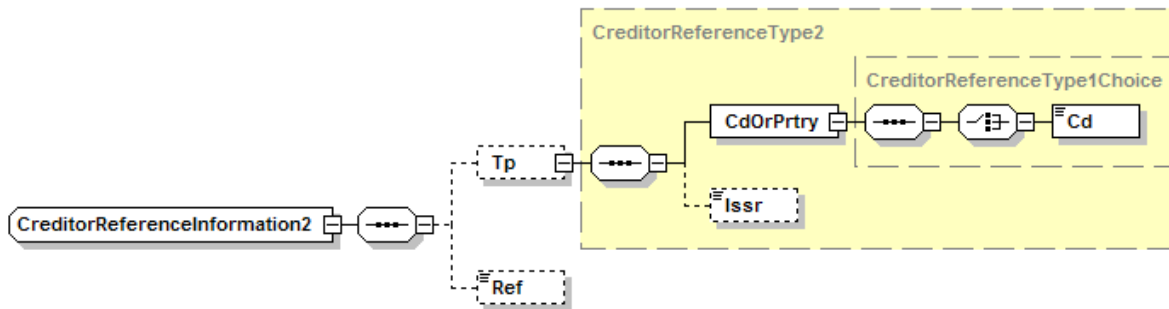 CreditorReferenceType2
CreditorReferenceType1Choice
CdOrPrtry
Cd
Tp
Issr
CreditorReferenceInformation2
Ref